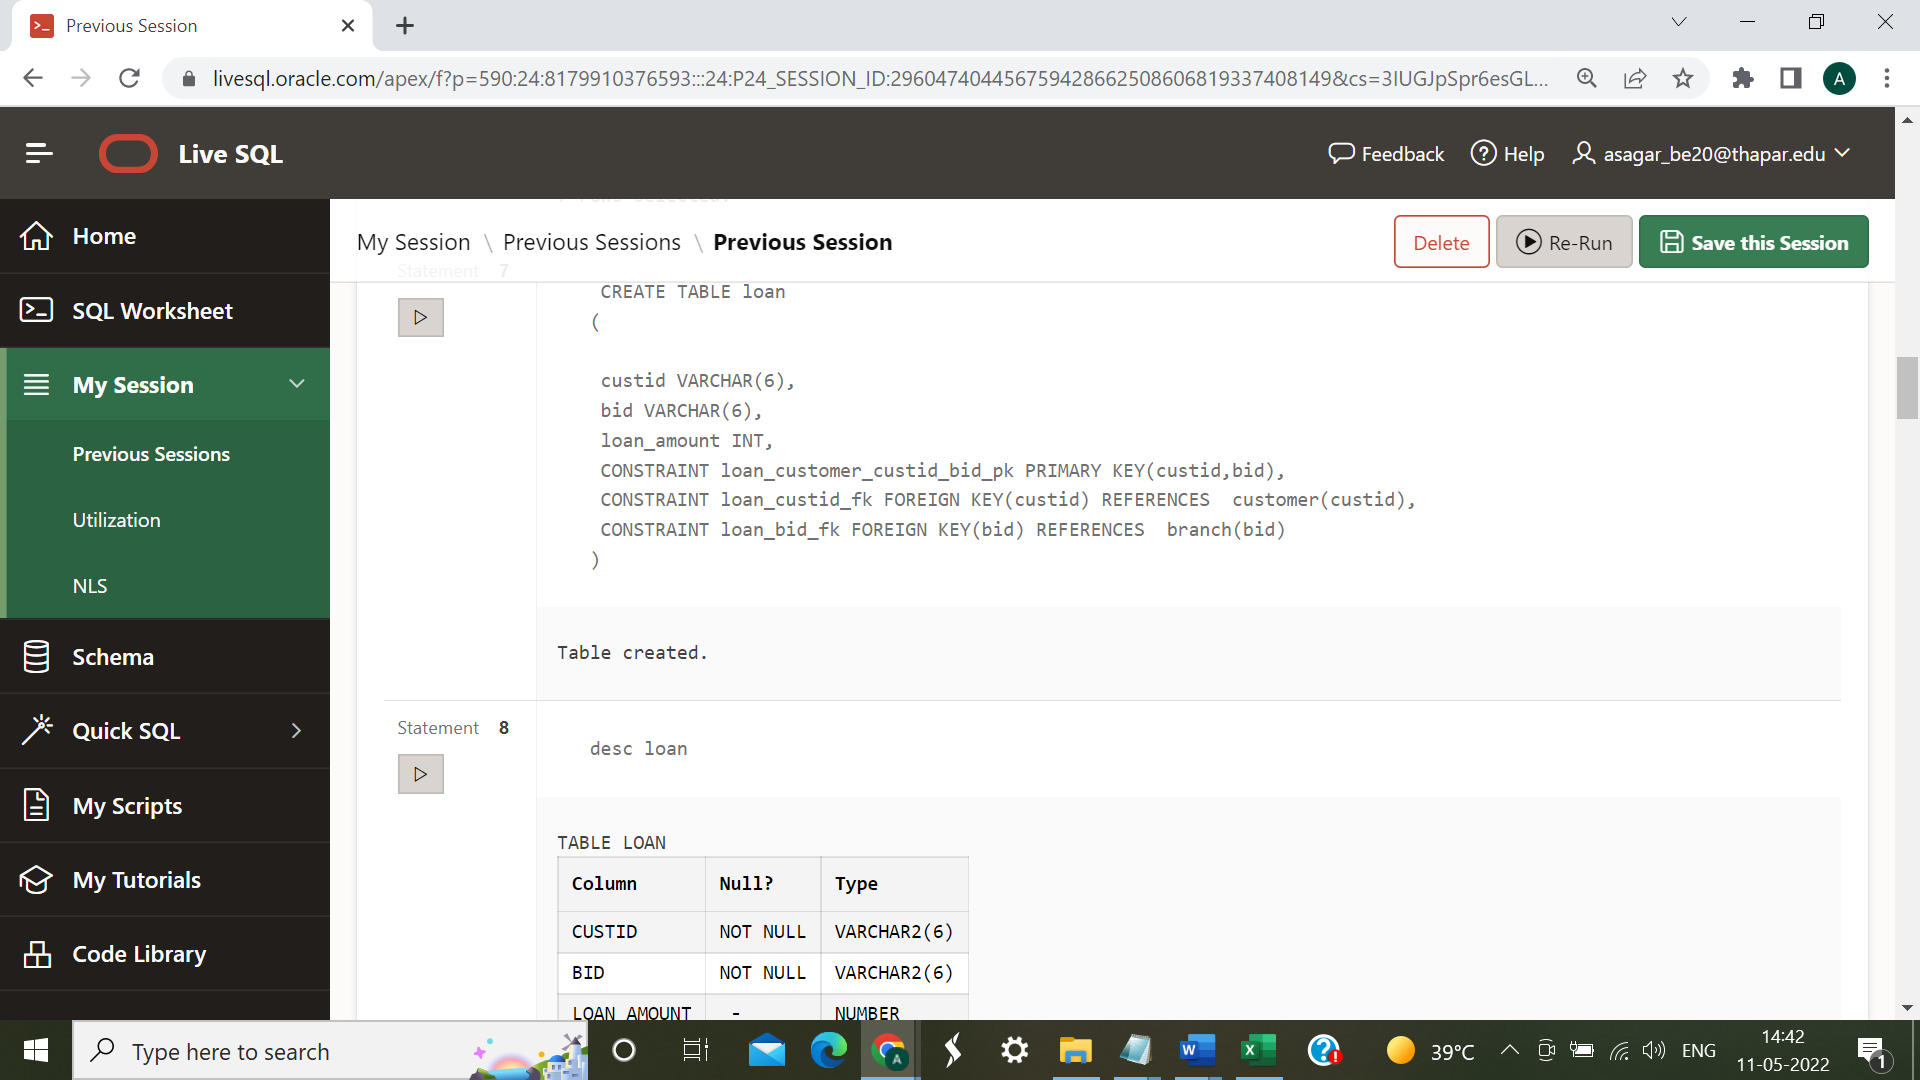 Previous Session
livesql.oracle.com/apex/f?p=590:24:8179910376593:::24:P24_SESSION_ID:296047404456759428662508606819337408149&cs=3IUGJpSpr6esGL...
A
Live SQL
Feedback
Help
asagar_be20@thapar.edu
Home
SQL Worksheet
My Session
Previous Sessions
Utilization
NLS
Schema
Quick SQL
My Scripts
My Tutorials
Code Library
My Session \ Previous Sessions \ Previous Session
Delete
Re-Run
Save this Session
Statement 7
CREATE TABLE loan
(
custid VARCHAR(6),
bid VARCHAR(6),
loan_amount INT,
CONSTRAINT loan_customer_custid_bid_pk PRIMARY KEY(custid,bid),
CONSTRAINT loan_custid_fk FOREIGN KEY(custid) REFERENCES  customer(custid),
CONSTRAINT loan_bid_fk FOREIGN KEY(bid) REFERENCES  branch(bid)
)
Table created.
Statement 8
desc loan
TABLE LOAN
Column Null? Type
CUSTID NOT NULL VARCHAR2(6)
BID NOT NULL VARCHAR2(6)
LOAN_AMOUNT - NUMBER
Type here to search
39°C
ENG
14:42
11-05-2022
1